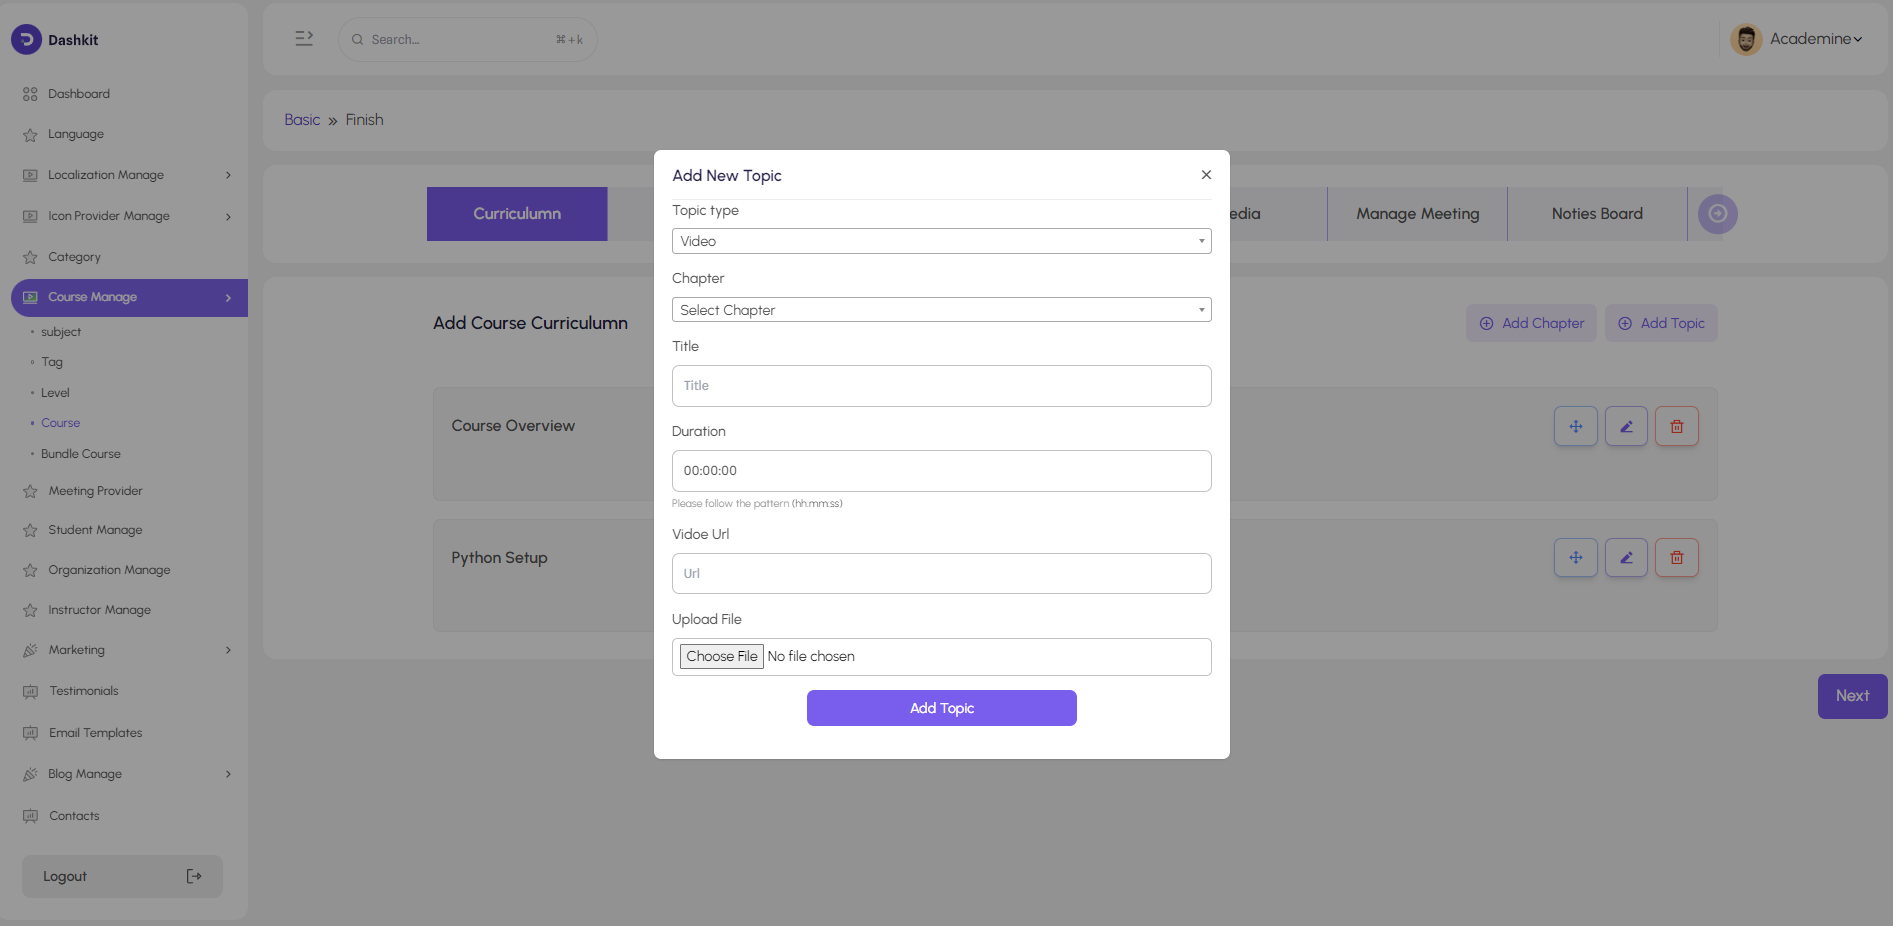 Dashkit
Search...
⌘+k
Academine
Dashboard
Language
Localization Manage
Icon Provider Manage
Category
Course Manage
subject
Tag
Level
Course
Bundle Course
Meeting Provider
Student Manage
Organization Manage
Instructor Manage
Marketing
Testimonials
Email Templates
Blog Manage
Contacts
Logout
Basic » Finish
Curriculumn
edia
Manage Meeting
Noties Board
Add Course Curriculumn
Add Chapter
Add Topic
Course Overview
Python Setup
Next
Add New Topic
×
Topic type
Video
Chapter
Select Chapter
Title
Title
Duration
00:00:00
Please follow the pattern (hh:mm:ss)
Vidoe Url
Url
Upload File
Choose File No file chosen
Add Topic